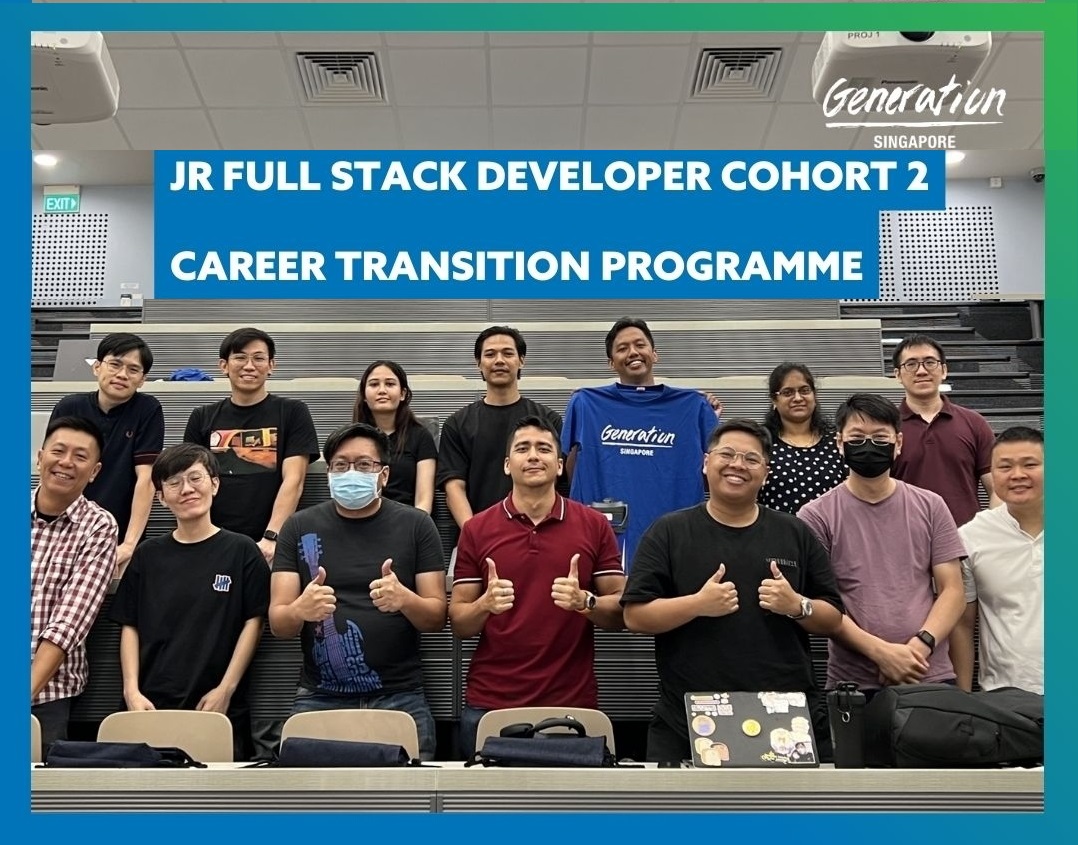 PROJ 1
Generation
SINGAPORE
JR FULL STACK DEVELOPER COHORT 2
EXIT
CAREER TRANSITION PROGRAMME
Generation
SINGAPORE